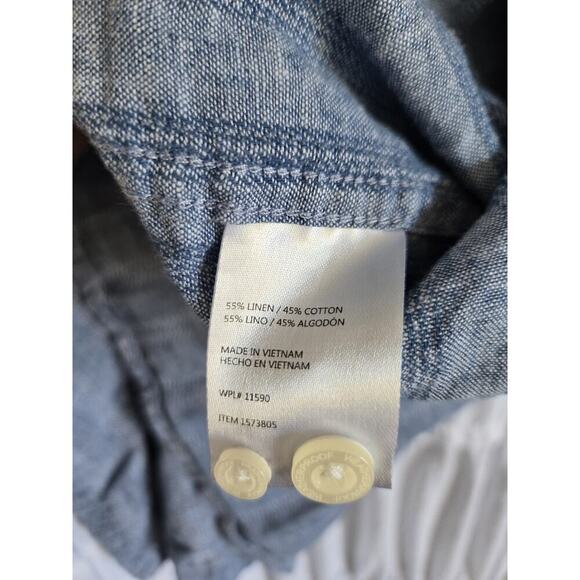 55% LINEN / 45% COTTON
55% LINO / 45% ALGODÓN
MADE IN VIETNAM
HECHO EN VIETNAM
WPL# 11590
ITEM 1573805